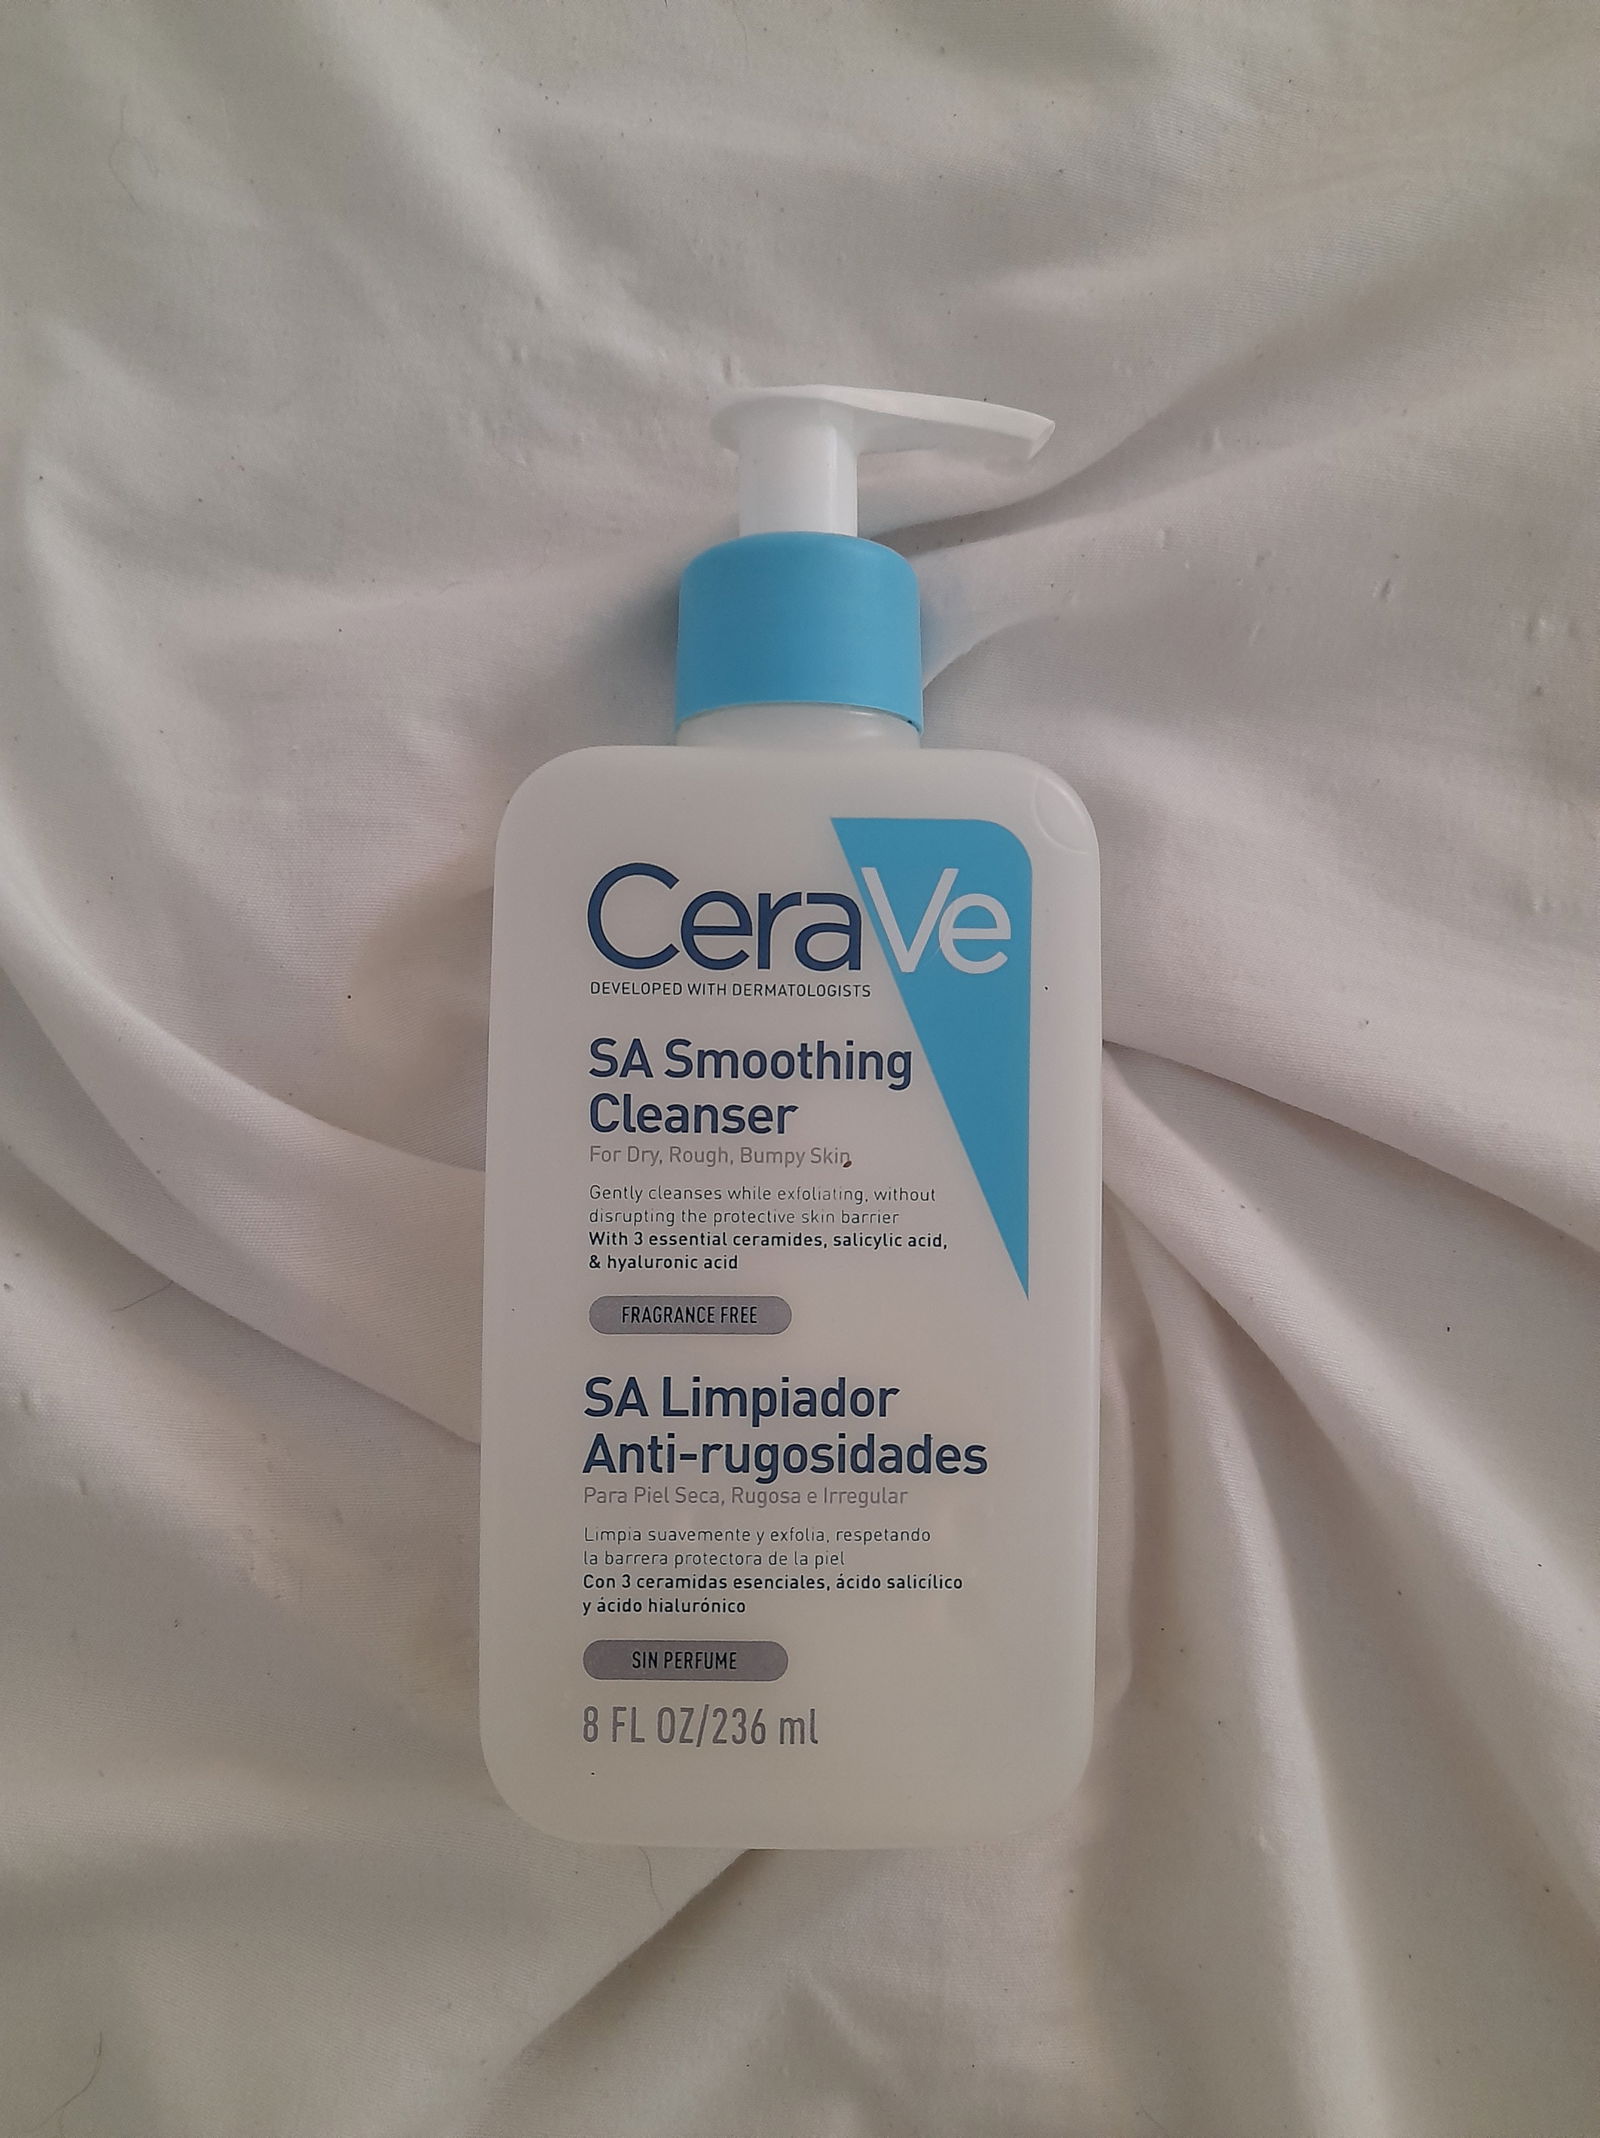 CeraVe
DEVELOPED WITH DERMATOLOGISTS
SA Smoothing
Cleanser
For Dry, Rough, Bumpy Skin
Gently cleanses while exfoliating, without
disrupting the protective skin barrier
With 3 essential ceramides, salicylic acid,
& hyaluronic acid
FRAGRANCE FREE
SA Limpiador
Anti-rugosidades
Para Piel Seca, Rugosa e Irregular
Limpia suavemente y exfolia, respetando
la barrera protectora de la piel
Con 3 ceramidas esenciales, ácido salicílico
y ácido hialurónico
SIN PERFUME
8 FL OZ/236 ml